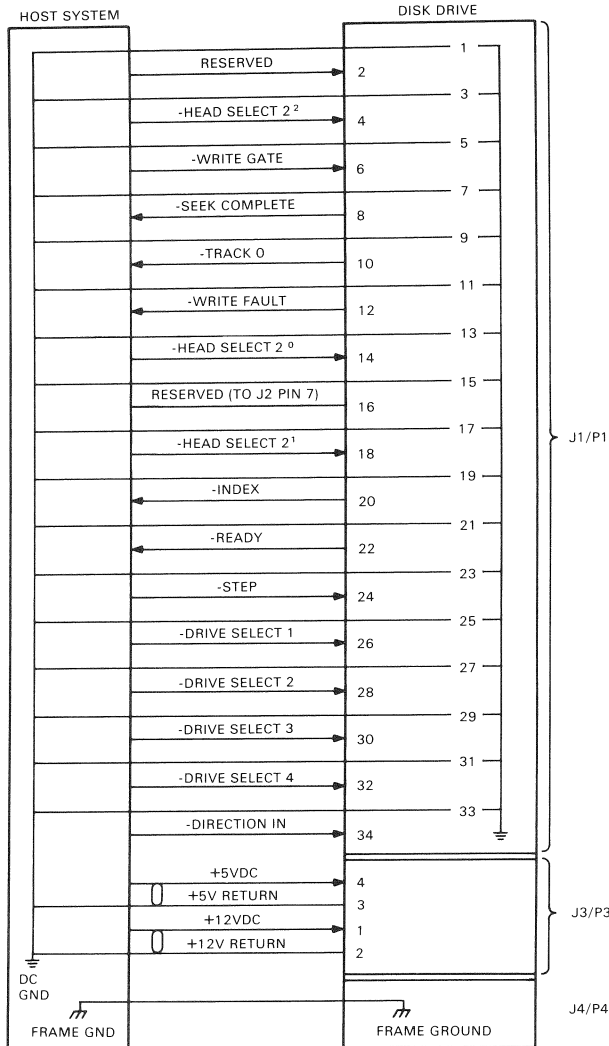 HOST SYSTEM
DISK DRIVE
1
RESERVED
2
3
-HEAD SELECT 2²
4
5
-WRITE GATE
6
7
-SEEK COMPLETE
8
9
-TRACK 0
10
11
-WRITE FAULT
12
13
-HEAD SELECT 2⁰
14
15
RESERVED (TO J2 PIN 7)
16
17
-HEAD SELECT 2¹
18
J1/P1
19
-INDEX
20
21
-READY
22
23
-STEP
24
25
-DRIVE SELECT 1
26
27
-DRIVE SELECT 2
28
29
-DRIVE SELECT 3
30
31
-DRIVE SELECT 4
32
33
-DIRECTION IN
34
+5VDC
4
+5V RETURN
3
J3/P3
+12VDC
1
+12V RETURN
2
DC
GND
J4/P4
FRAME GND
FRAME GROUND